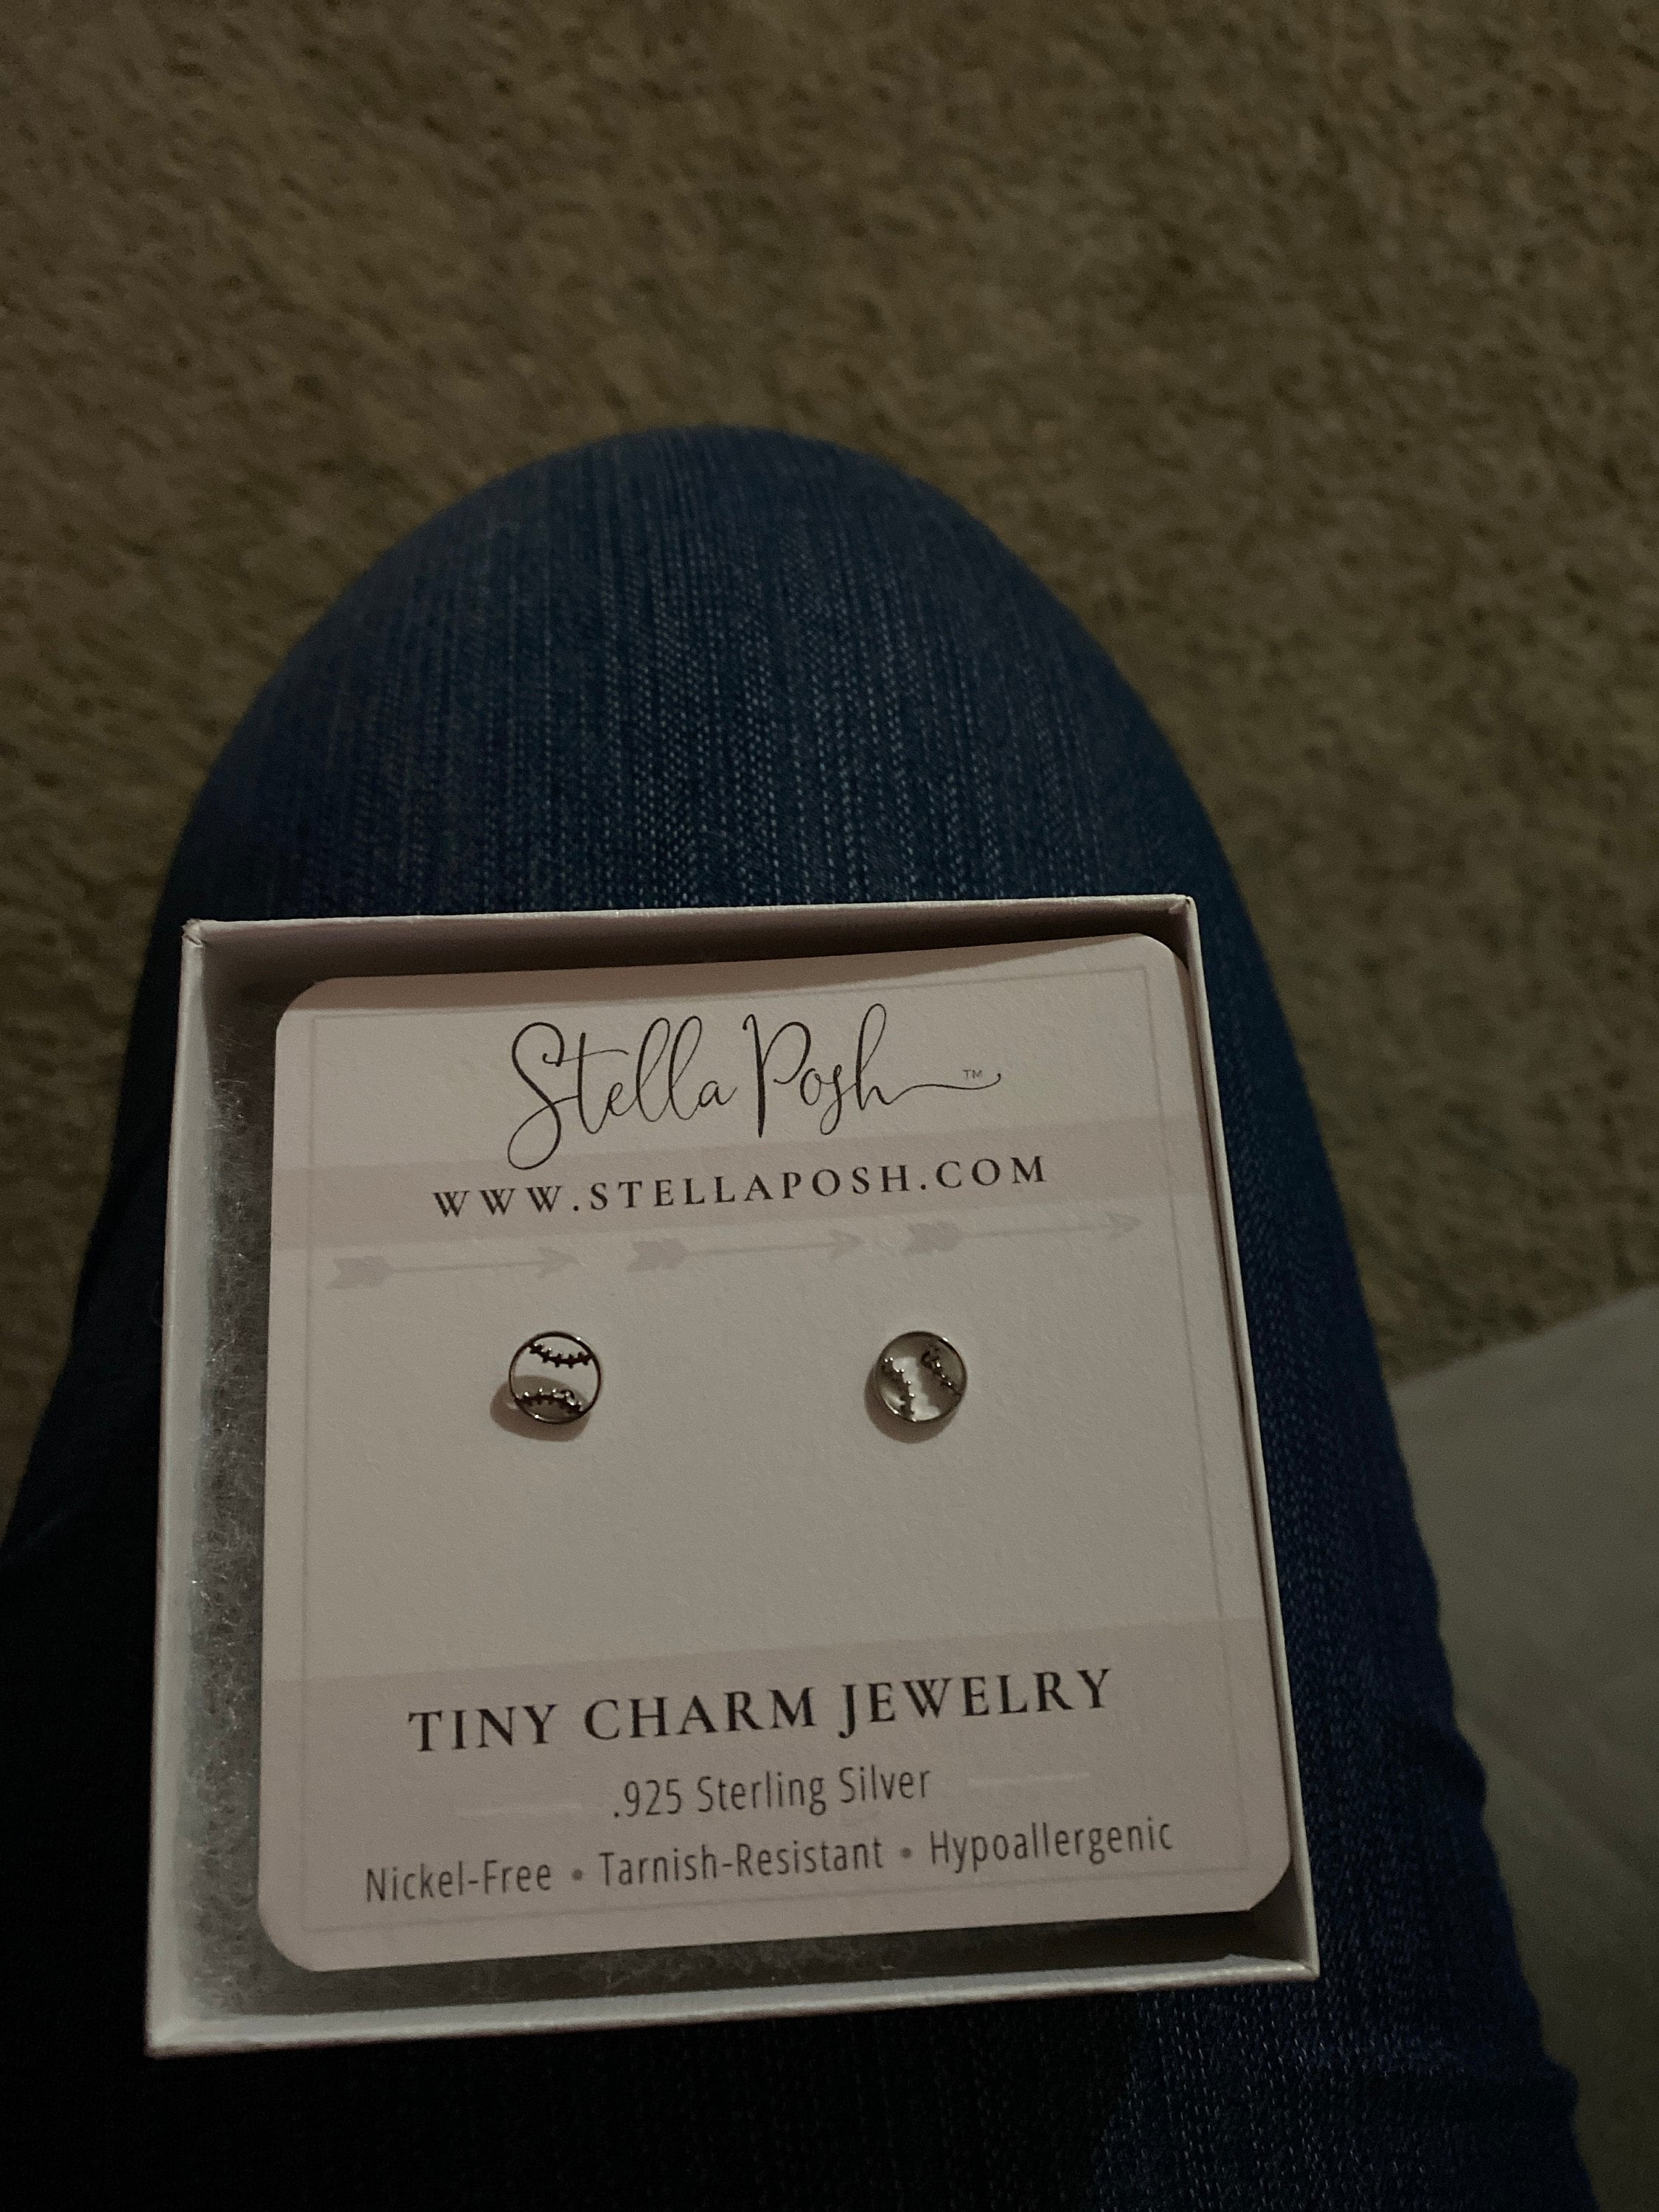 Stella Posh™
WWW.STELLAPOSH.COM
TINY CHARM JEWELRY
.925 Sterling Silver
Nickel-Free • Tarnish-Resistant • Hypoallergenic